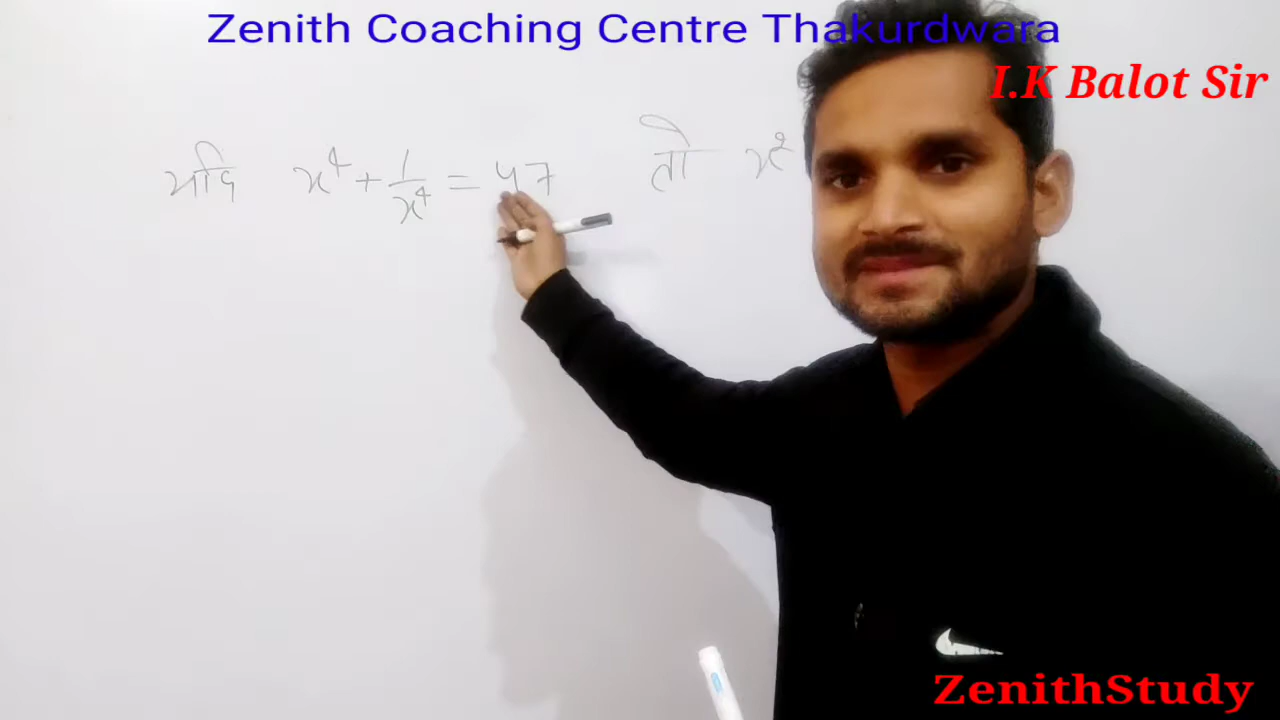 Zenith Coaching Centre Thakurdwara
I.K Balot Sir
यदि x⁴ + 1/x⁴ = 47 तो x²
ZenithStudy